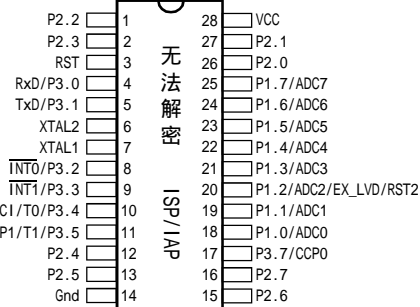 P2.2 1 28 VCC
P2.3 2 27 P2.1
RST 3 26 P2.0
RxD/P3.0 4 25 P1.7/ADC7
TxD/P3.1 5 24 P1.6/ADC6
XTAL2 6 23 P1.5/ADC5
XTAL1 7 22 P1.4/ADC4
INT0/P3.2 8 21 P1.3/ADC3
INT1/P3.3 9 20 P1.2/ADC2/EX_LVD/RST2
CI/T0/P3.4 10 19 P1.1/ADC1
P1/T1/P3.5 11 18 P1.0/ADC0
P2.4 12 17 P3.7/CCP0
P2.5 13 16 P2.7
Gnd 14 15 P2.6
无法解密 ISP/IAP